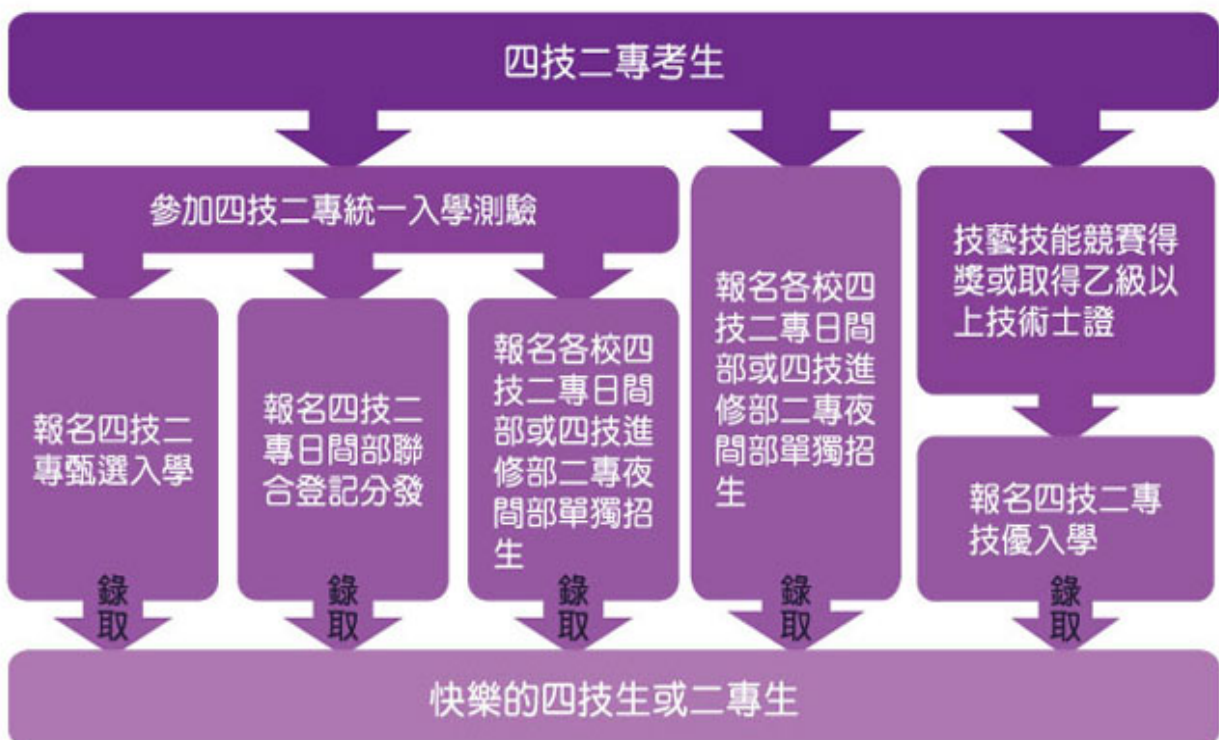 四技二專考生
參加四技二專統一入學測驗
報名四技二
專甄選入學
報名四技二
專日間部聯
合登記分發
報名各校四
技二專日間
部或四技進
修部二專夜
間部單獨招
生
報名各校四
技二專日間
部或四技進
修部二專夜
間部單獨招
生
技藝技能競賽得
獎或取得乙級以
上技術士證
報名四技二專
技優入學
錄
取
錄
取
錄
取
錄
取
錄
取
快樂的四技生或二專生